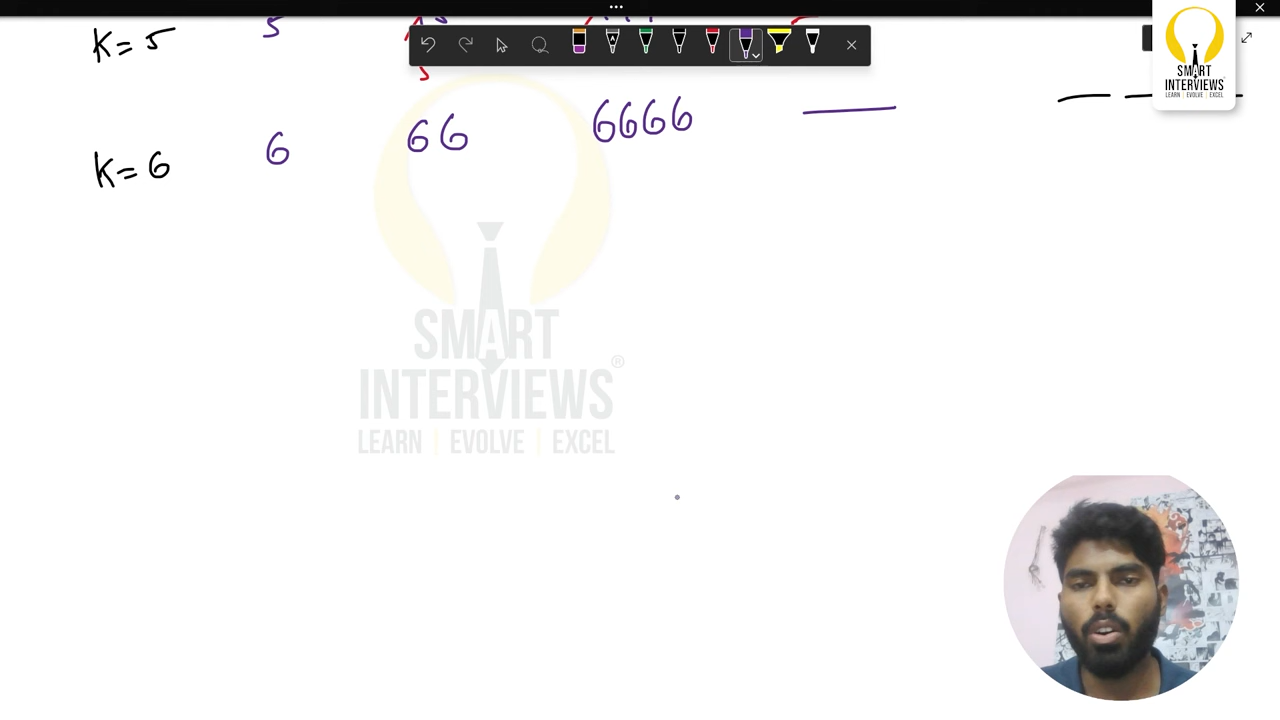 K = 5 5
K = 6 6 66 6666
SMART
INTERVIEWS®
LEARN | EVOLVE | EXCEL
SMART
INTERVIEWS
LEARN | EVOLVE | EXCEL